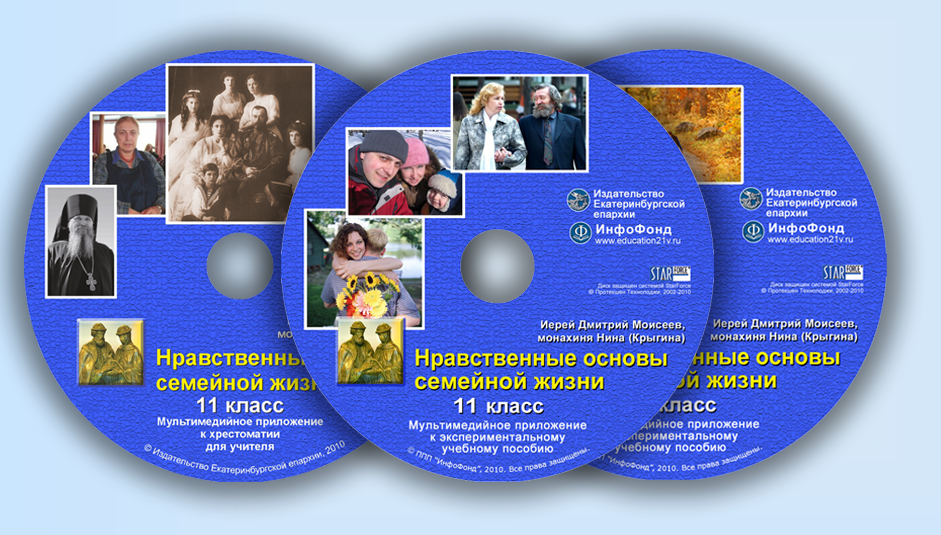 мо
Нравственны
семейной жизн
11 класс
Мультимедийное приложение
к хрестоматии
для учителя
© Издательство Екатеринбургской епархии, 2010
Издательство
Екатеринбургской
епархии
ИнфоФонд
www.education21v.ru
STAR FORCE
Диск защищен системой StarForce
© Протекшен Технолоджи, 2002-2010
Иерей Дмитрий Моисеев,
монахиня Нина (Крыгина)
Нравственные основы
семейной жизни
11 класс
Мультимедийное приложение
к экспериментальному
учебному пособию
© ППП "ИнфоФонд", 2010. Все права защищены.
Издательство
Екатеринбургской
епархии
ИнфоФонд
www.education21v.ru
STAR FORCE
Диск защищен системой StarForce
© Протекшен Технолоджи, 2002-2010
Иерей Дмитрий Моисеев,
монахиня Нина (Крыгина)
нные основы
ой жизни
класс
едийное приложение
спериментальному
учебному пособию
"ИнфоФонд", 2010. Все права защищены.